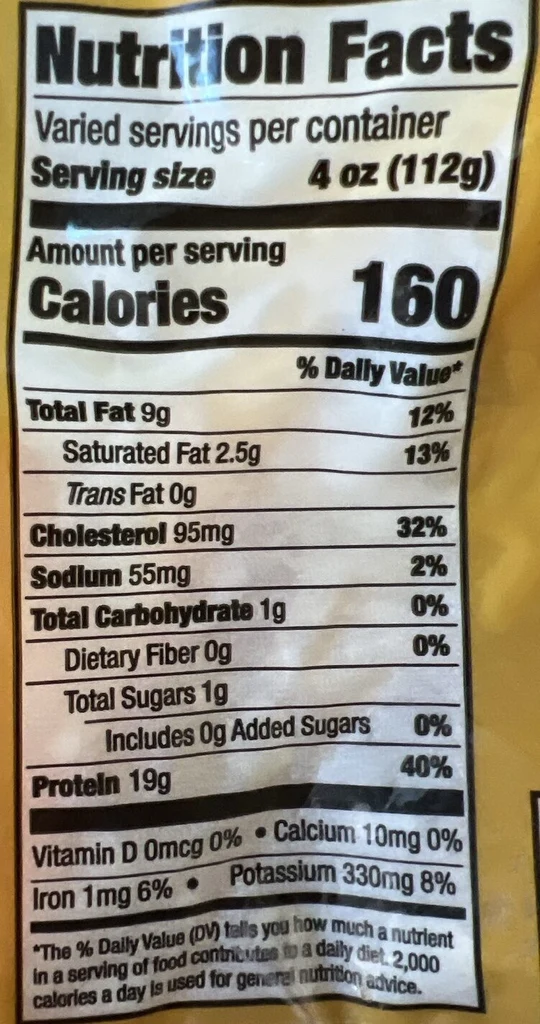 Nutrition Facts
Varied servings per container
Serving size 4 oz (112g)
Amount per serving
Calories 160
% Daily Value*
Total Fat 9g 12%
Saturated Fat 2.5g 13%
Trans Fat 0g
Cholesterol 95mg 32%
Sodium 55mg 2%
Total Carbohydrate 1g 0%
Dietary Fiber 0g 0%
Total Sugars 1g
Includes 0g Added Sugars 0%
Protein 19g 40%
Vitamin D 0mcg 0% • Calcium 10mg 0%
Iron 1mg 6% • Potassium 330mg 8%
*The % Daily Value (DV) tells you how much a nutrient
in a serving of food contributes to a daily diet. 2,000
calories a day is used for general nutrition advice.